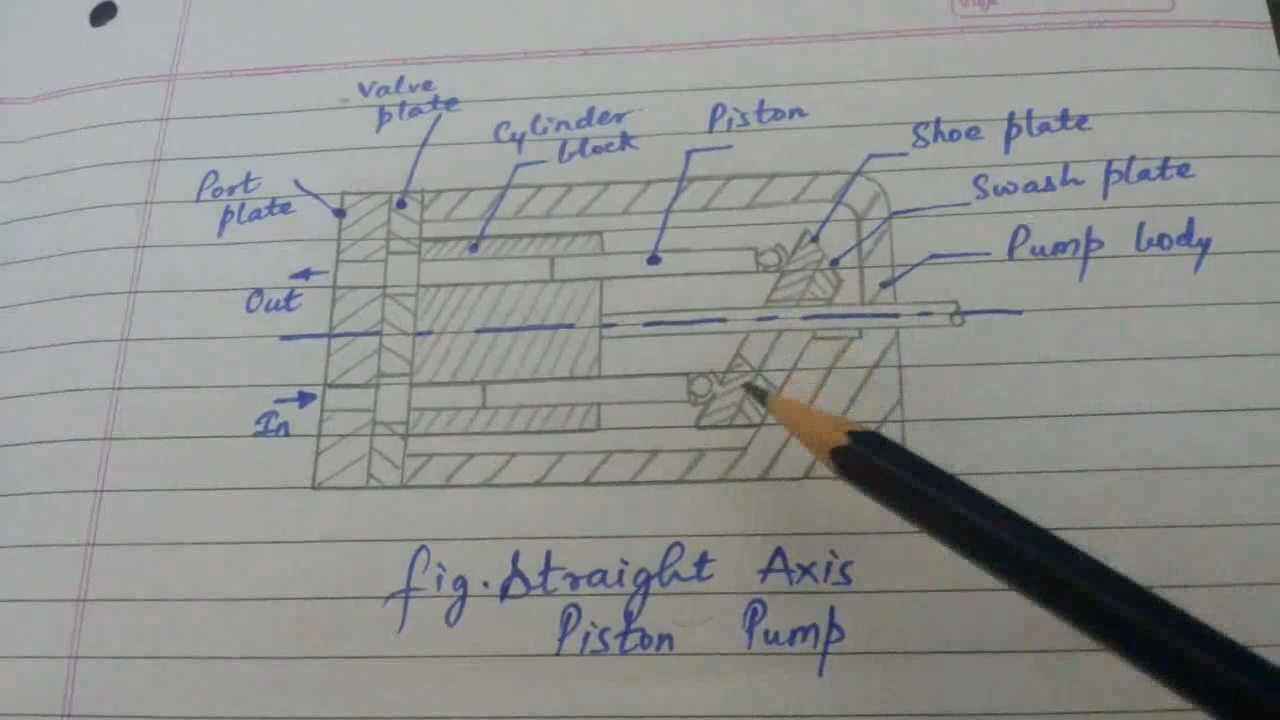 Valve
plate
Cylinder
block
Piston
Shoe plate
Port
plate
Swash plate
Pump body
Out
In
fig. Straight Axis
Piston Pump